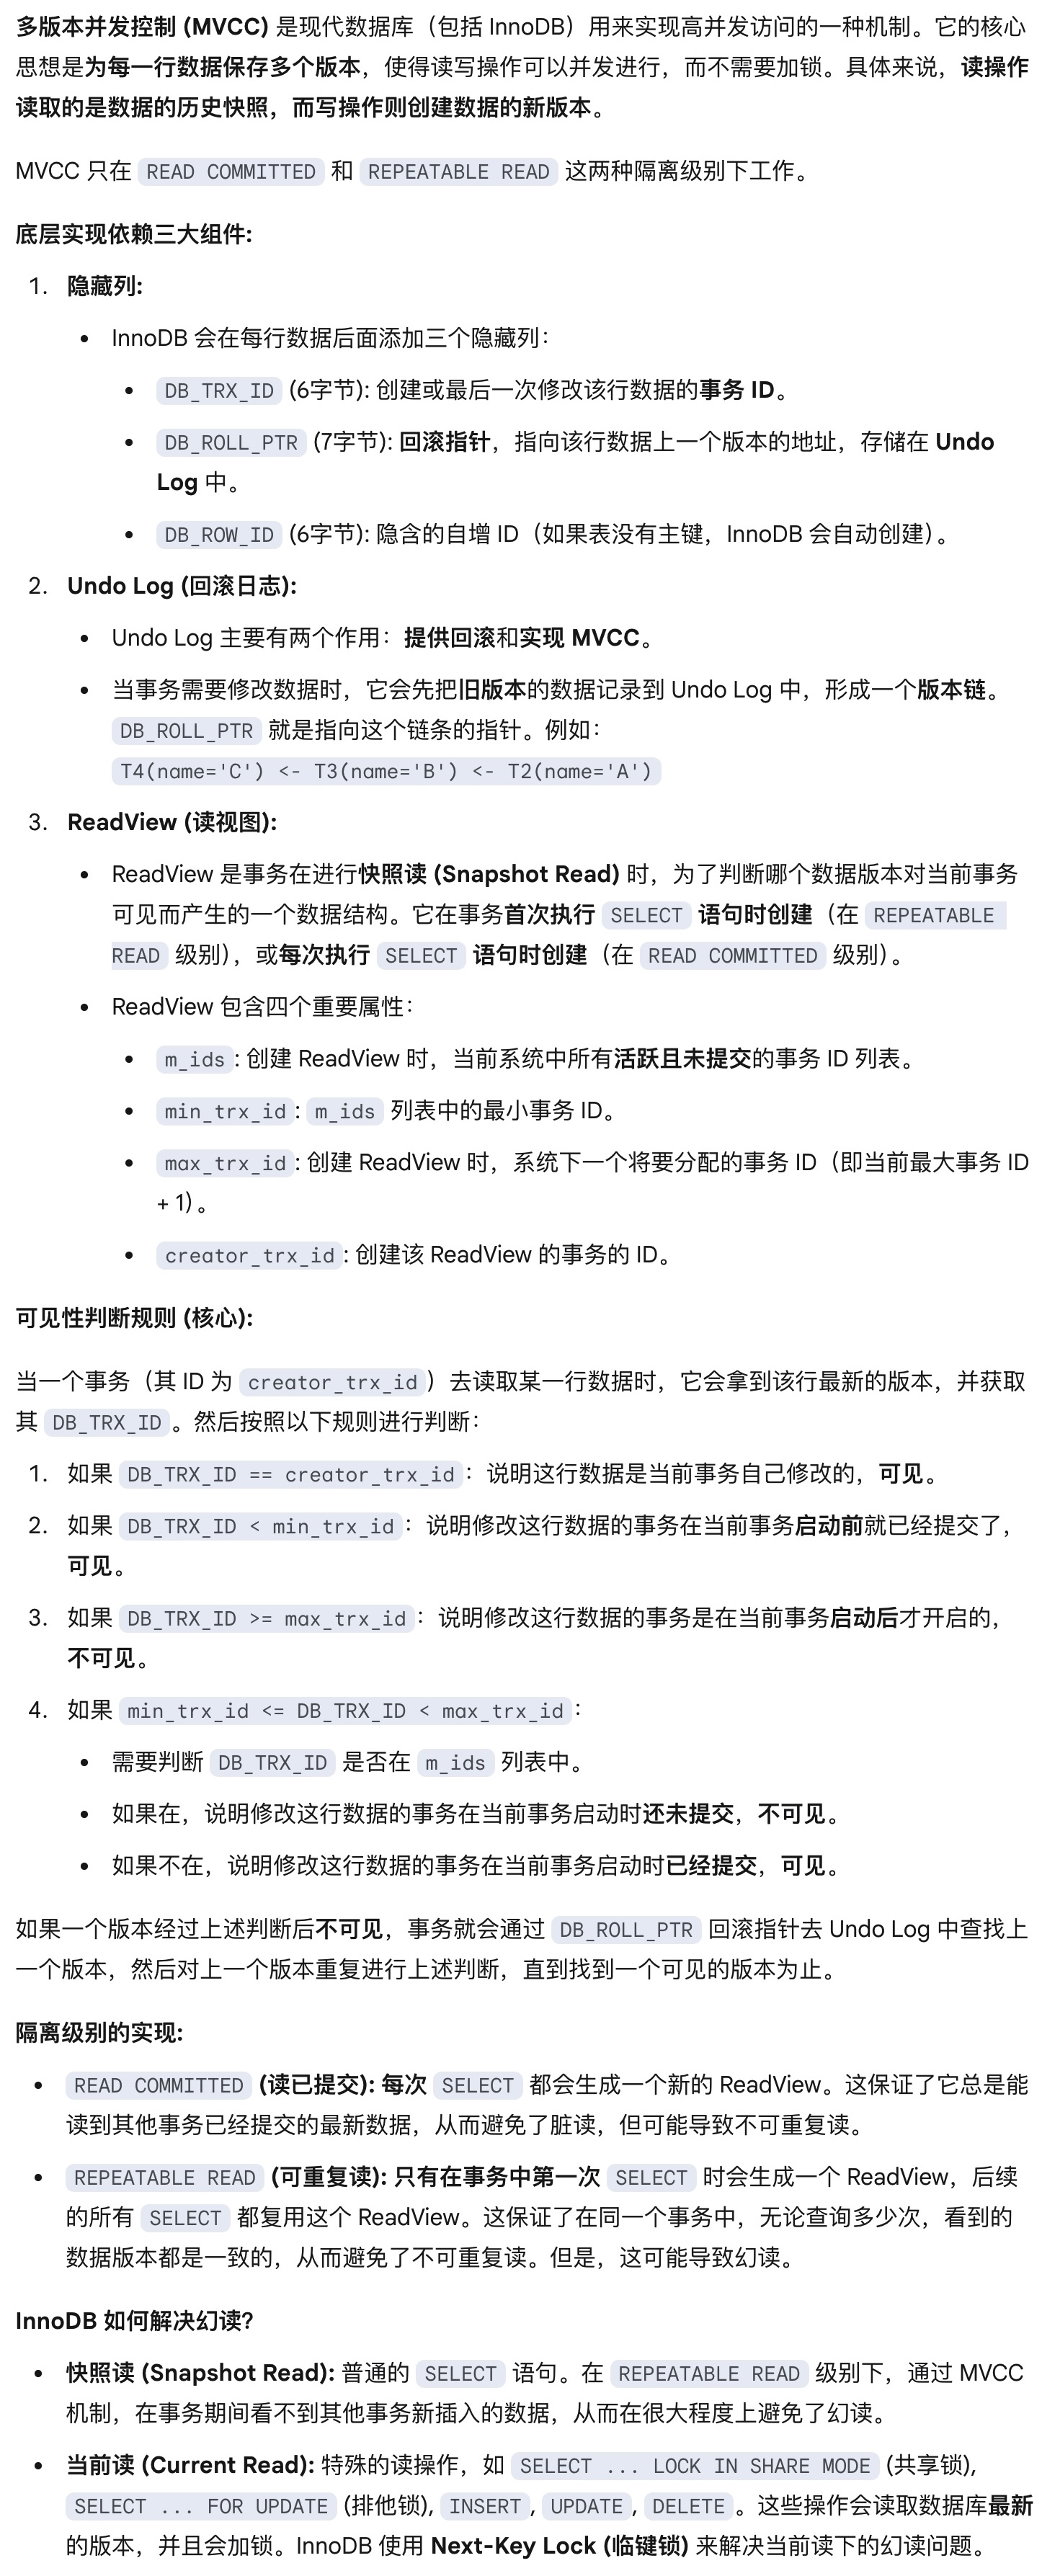 多版本并发控制 (MVCC) 是现代数据库（包括 InnoDB）用来实现高并发访问的一种机制。它的核心
思想是为每一行数据保存多个版本，使得读写操作可以并发进行，而不需要加锁。具体来说，读操作
读取的是数据的历史快照，而写操作则创建数据的新版本。
MVCC 只在 READ COMMITTED 和 REPEATABLE READ 这两种隔离级别下工作。
底层实现依赖三大组件:
1. 隐藏列:
• InnoDB 会在每行数据后面添加三个隐藏列：
• DB_TRX_ID (6字节): 创建或最后一次修改该行数据的事务 ID。
• DB_ROLL_PTR (7字节): 回滚指针，指向该行数据上一个版本的地址，存储在 Undo
Log 中。
• DB_ROW_ID (6字节): 隐含的自增 ID（如果表没有主键，InnoDB 会自动创建）。
2. Undo Log (回滚日志):
• Undo Log 主要有两个作用：提供回滚和实现 MVCC。
• 当事务需要修改数据时，它会先把旧版本的数据记录到 Undo Log 中，形成一个版本链。
DB_ROLL_PTR 就是指向这个链条的指针。例如：
T4(name='C') <- T3(name='B') <- T2(name='A')
3. ReadView (读视图):
• ReadView 是事务在进行快照读 (Snapshot Read) 时，为了判断哪个数据版本对当前事务
可见而产生的一个数据结构。它在事务首次执行 SELECT 语句时创建（在 REPEATABLE
READ 级别），或每次执行 SELECT 语句时创建（在 READ COMMITTED 级别）。
• ReadView 包含四个重要属性：
• m_ids: 创建 ReadView 时，当前系统中所有活跃且未提交的事务 ID 列表。
• min_trx_id: m_ids 列表中的最小事务 ID。
• max_trx_id: 创建 ReadView 时，系统下一个将要分配的事务 ID（即当前最大事务 ID
+ 1）。
• creator_trx_id: 创建该 ReadView 的事务的 ID。
可见性判断规则 (核心):
当一个事务（其 ID 为 creator_trx_id）去读取某一行数据时，它会拿到该行最新的版本，并获取
其 DB_TRX_ID。然后按照以下规则进行判断：
1. 如果 DB_TRX_ID == creator_trx_id：说明这行数据是当前事务自己修改的，可见。
2. 如果 DB_TRX_ID < min_trx_id：说明修改这行数据的事务在当前事务启动前就已经提交了，
可见。
3. 如果 DB_TRX_ID >= max_trx_id：说明修改这行数据的事务是在当前事务启动后才开启的，
不可见。
4. 如果 min_trx_id <= DB_TRX_ID < max_trx_id：
• 需要判断 DB_TRX_ID 是否在 m_ids 列表中。
• 如果在，说明修改这行数据的事务在当前事务启动时还未提交，不可见。
• 如果不在，说明修改这行数据的事务在当前事务启动时已经提交，可见。
如果一个版本经过上述判断后不可见，事务就会通过 DB_ROLL_PTR 回滚指针去 Undo Log 中查找上
一个版本，然后对上一个版本重复进行上述判断，直到找到一个可见的版本为止。
隔离级别的实现:
• READ COMMITTED (读已提交): 每次 SELECT 都会生成一个新的 ReadView。这保证了它总是能
读到其他事务已经提交的最新数据，从而避免了脏读，但可能导致不可重复读。
• REPEATABLE READ (可重复读): 只有在事务中第一次 SELECT 时会生成一个 ReadView，后续
的所有 SELECT 都复用这个 ReadView。这保证了在同一个事务中，无论查询多少次，看到的
数据版本都是一致的，从而避免了不可重复读。但是，这可能导致幻读。
InnoDB 如何解决幻读?
• 快照读 (Snapshot Read): 普通的 SELECT 语句。在 REPEATABLE READ 级别下，通过 MVCC
机制，在事务期间看不到其他事务新插入的数据，从而在很大程度上避免了幻读。
• 当前读 (Current Read): 特殊的读操作，如 SELECT ... LOCK IN SHARE MODE (共享锁),
SELECT ... FOR UPDATE (排他锁), INSERT, UPDATE, DELETE。这些操作会读取数据库最新
的版本，并且会加锁。InnoDB 使用 Next-Key Lock (临键锁) 来解决当前读下的幻读问题。